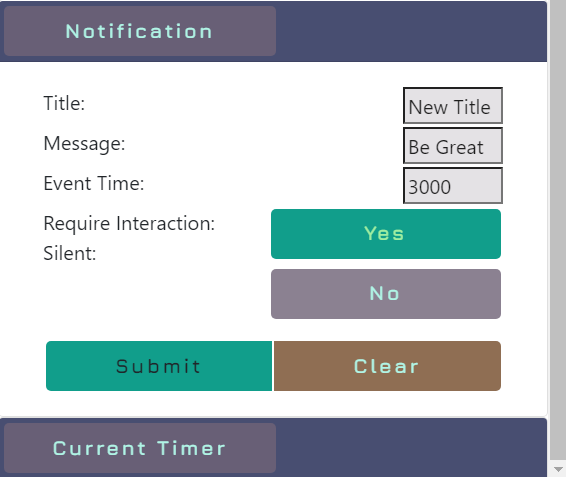 Notification
Title: New Title
Message: Be Great
Event Time: 3000
Require Interaction: Yes
Silent:
No
Submit Clear
Current Timer